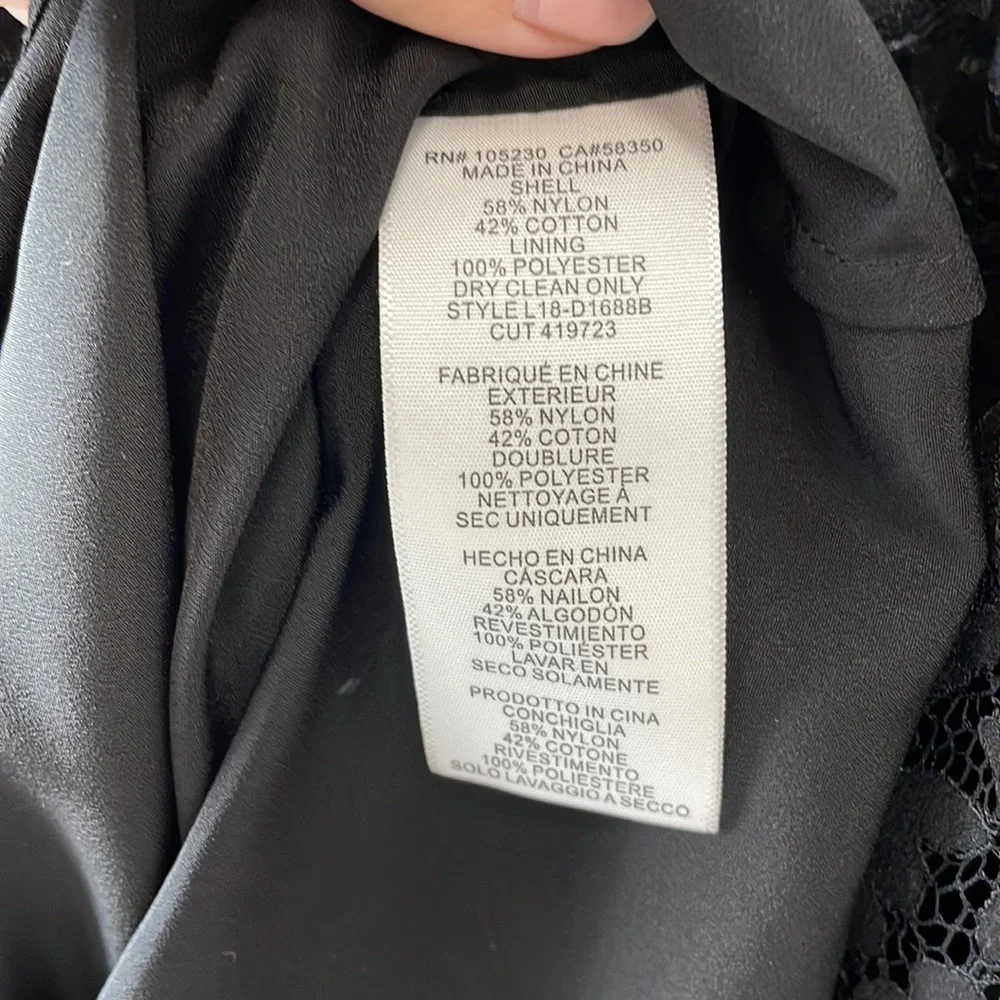 RN# 105230 CA#58350
MADE IN CHINA
SHELL
58% NYLON
42% COTTON
LINING
100% POLYESTER
DRY CLEAN ONLY
STYLE L18-D1688B
CUT 419723
FABRIQUÉ EN CHINE
EXTERIEUR
58% NYLON
42% COTON
DOUBLURE
100% POLYESTER
NETTOYAGE À
SEC UNIQUEMENT
HECHO EN CHINA
CÁSCARA
58% NAILON
42% ALGODÓN
REVESTIMIENTO
100% POLIÉSTER
LAVAR EN
SECO SOLAMENTE
PRODOTTO IN CINA
CONCHIGLIA
58% NYLON
42% COTONE
RIVESTIMENTO
100% POLIESTERE
SOLO LAVAGGIO A SECCO